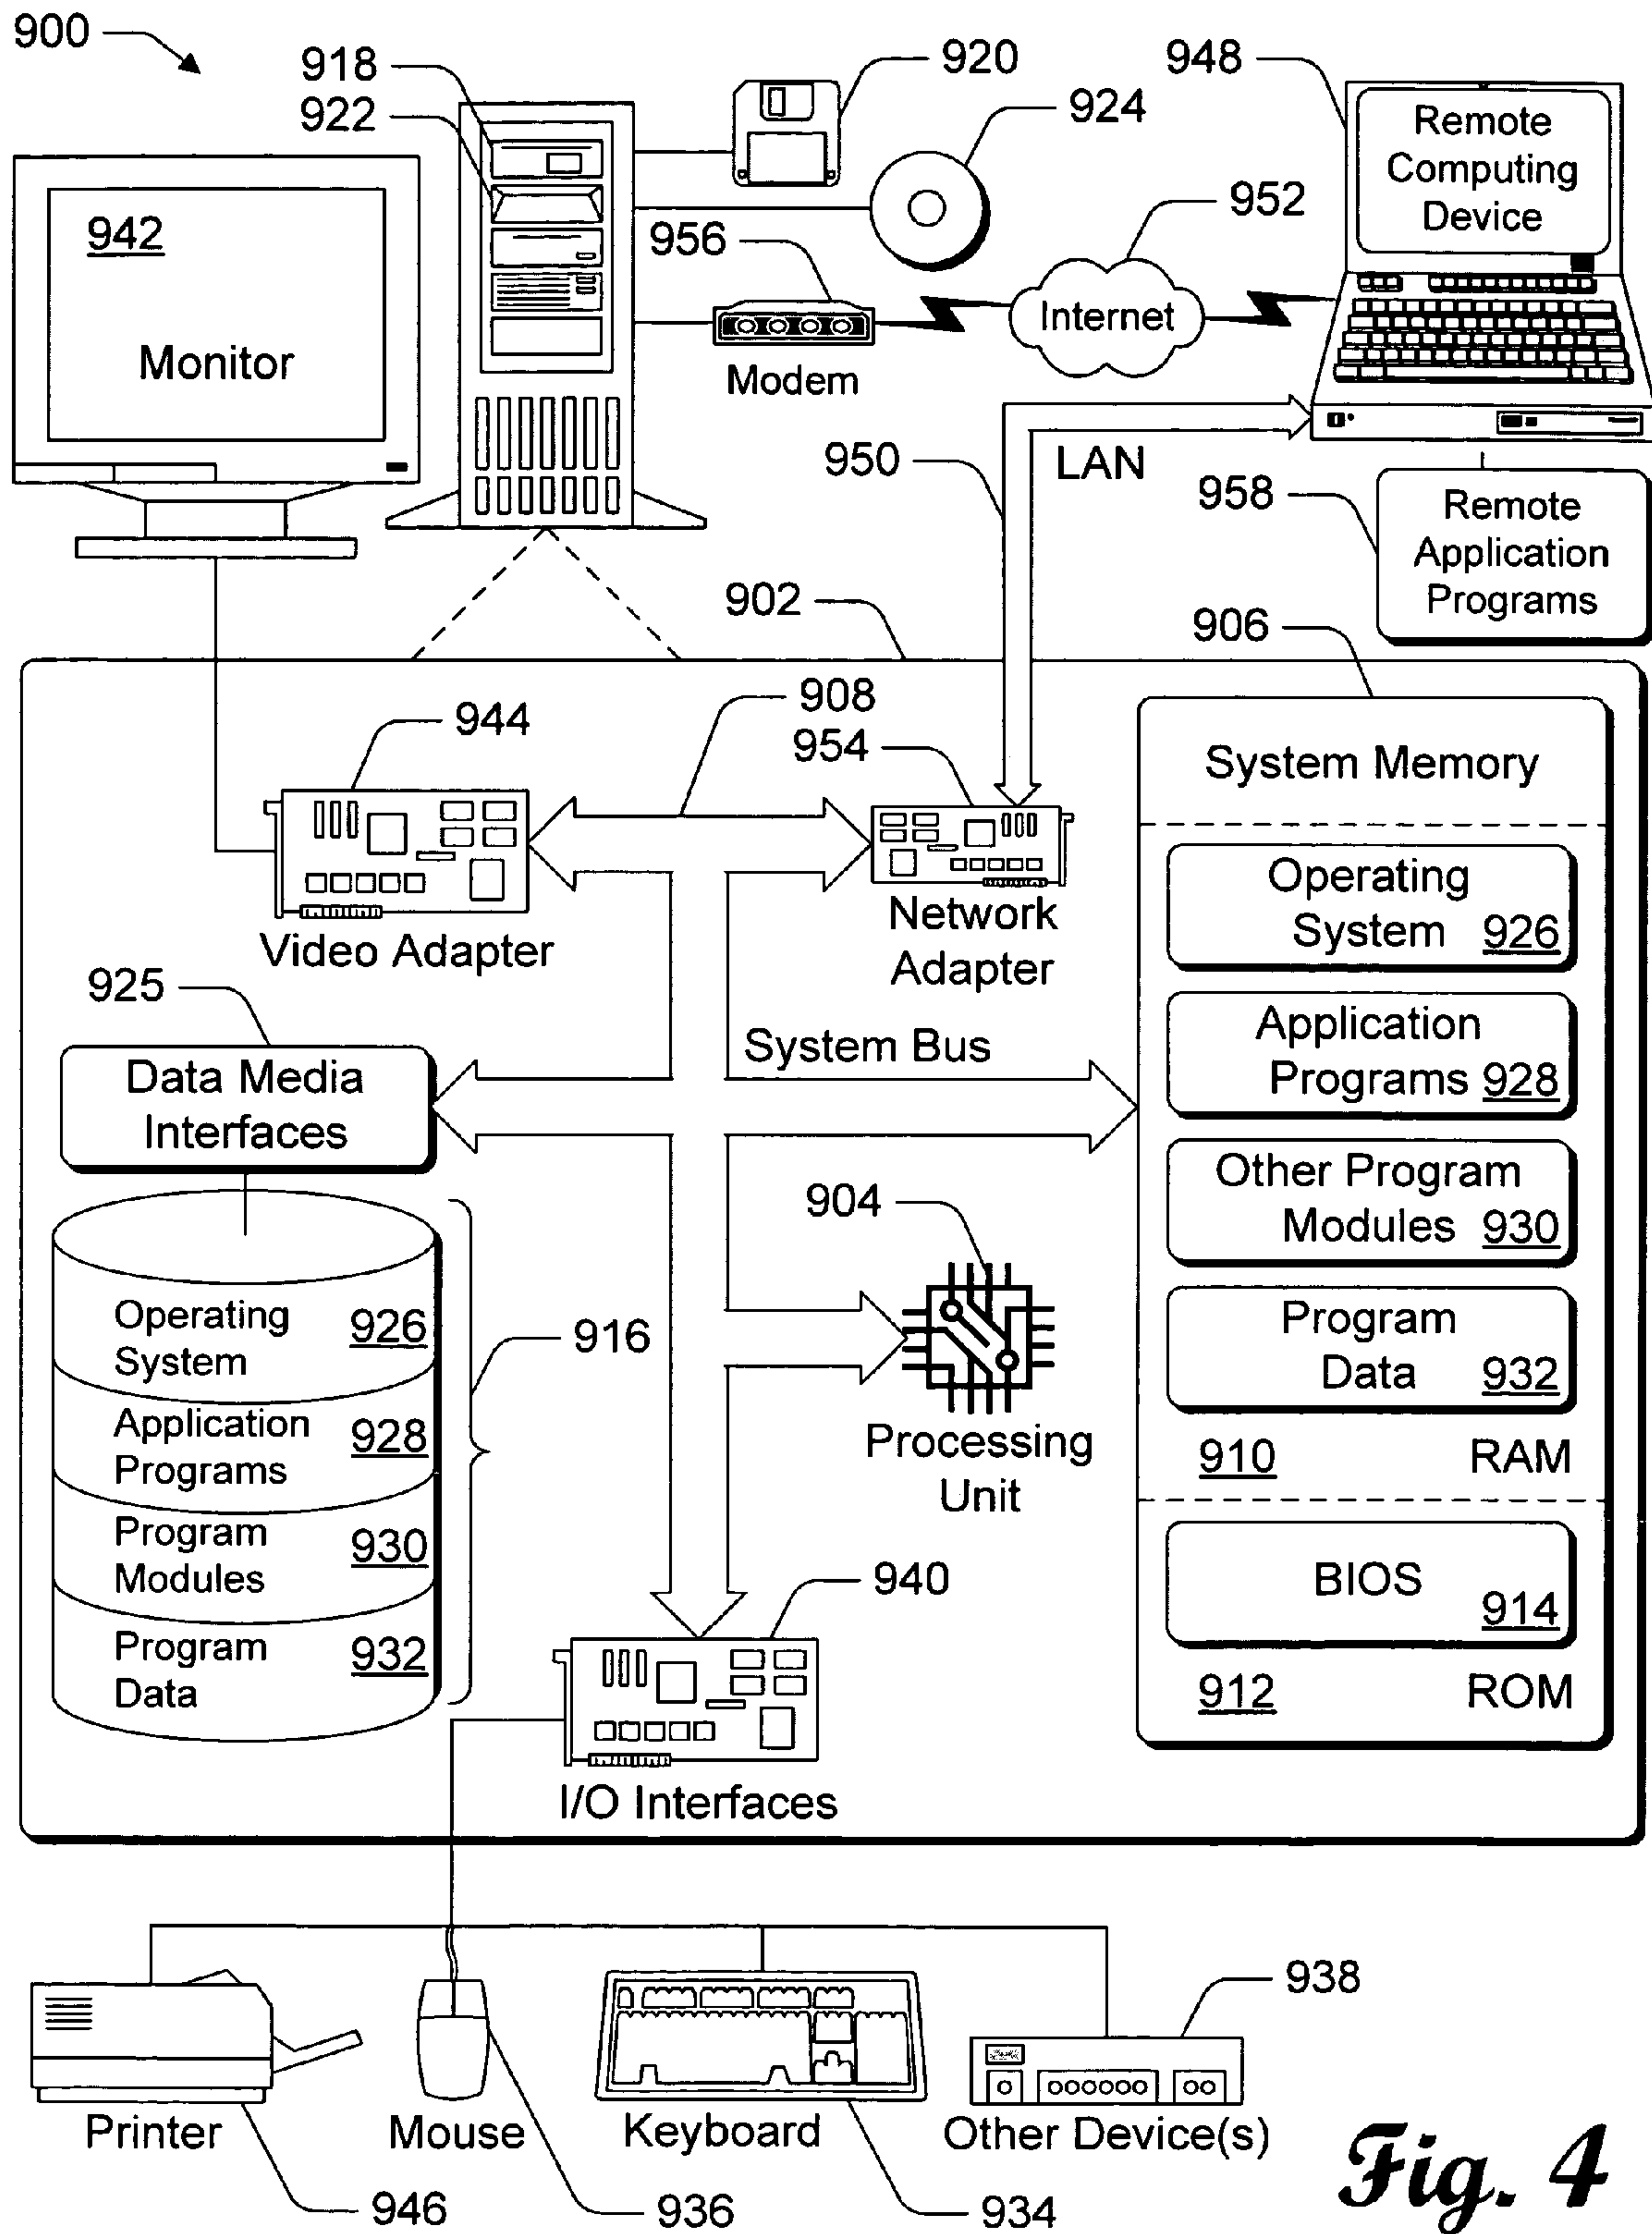 900
918
922
920
924
948
Remote
Computing
Device
952
956
942
Monitor
Internet
Modem
950
LAN
958
Remote
Application
Programs
902
906
908
944
954
System Memory
Operating
System 926
Video Adapter
Network
Adapter
925
Application
Programs 928
System Bus
Data Media
Interfaces
Other Program
Modules 930
904
Operating
System
926
916
Program
Data 932
Application
Programs
928
Processing
Unit
910 RAM
Program
Modules
930
940
BIOS
914
Program
Data
932
912 ROM
I/O Interfaces
938
Printer
Mouse
Keyboard
Other Device(s)
946
936
934
Fig. 4